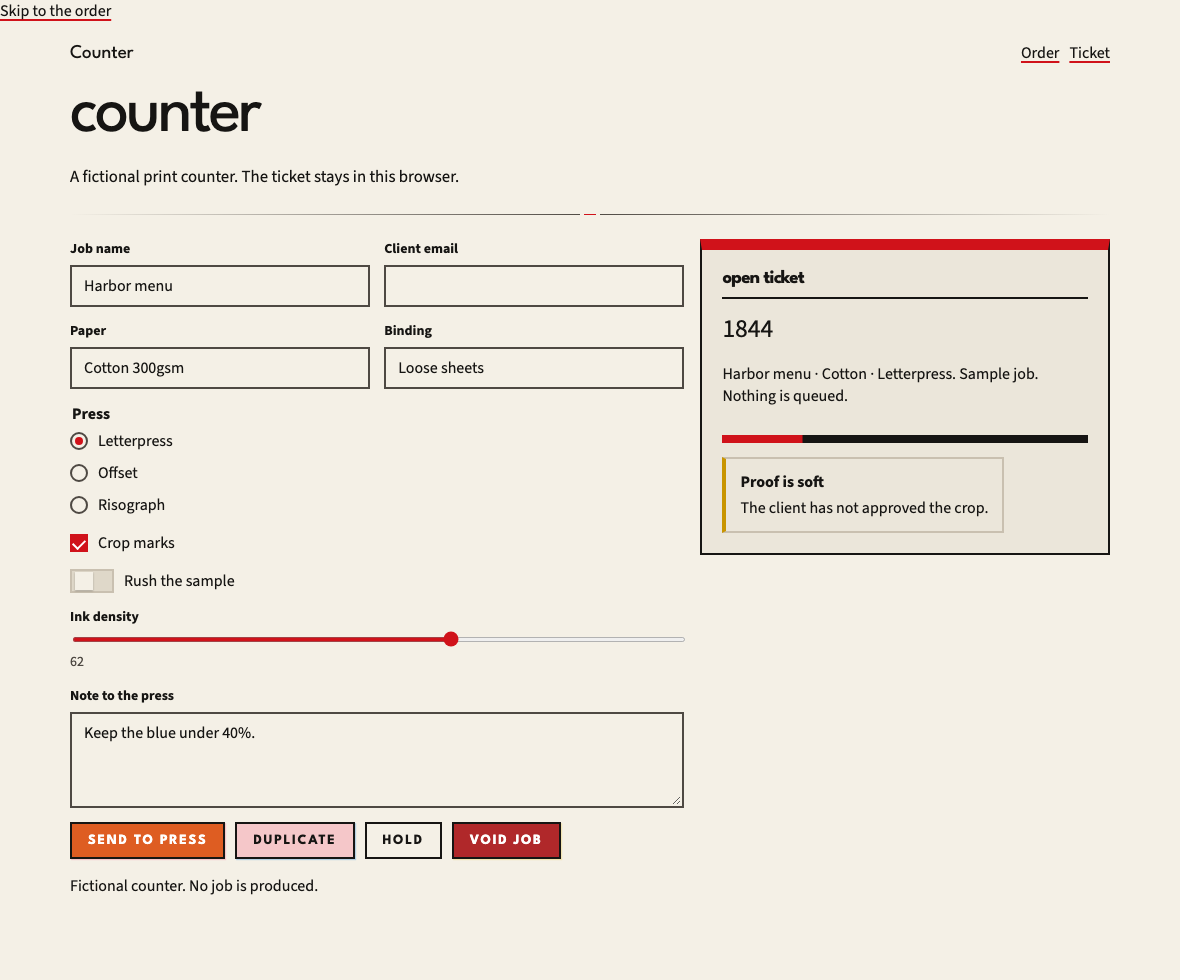 Skip to the order
Counter
Order Ticket
counter
A fictional print counter. The ticket stays in this browser.
Job name
Client email
Harbor menu
Paper
Binding
Cotton 300gsm
Loose sheets
Press
Letterpress
Offset
Risograph
Crop marks
Rush the sample
Ink density
62
Note to the press
Keep the blue under 40%.
SEND TO PRESS
DUPLICATE
HOLD
VOID JOB
Fictional counter. No job is produced.
open ticket
1844
Harbor menu · Cotton · Letterpress. Sample job.
Nothing is queued.
Proof is soft
The client has not approved the crop.